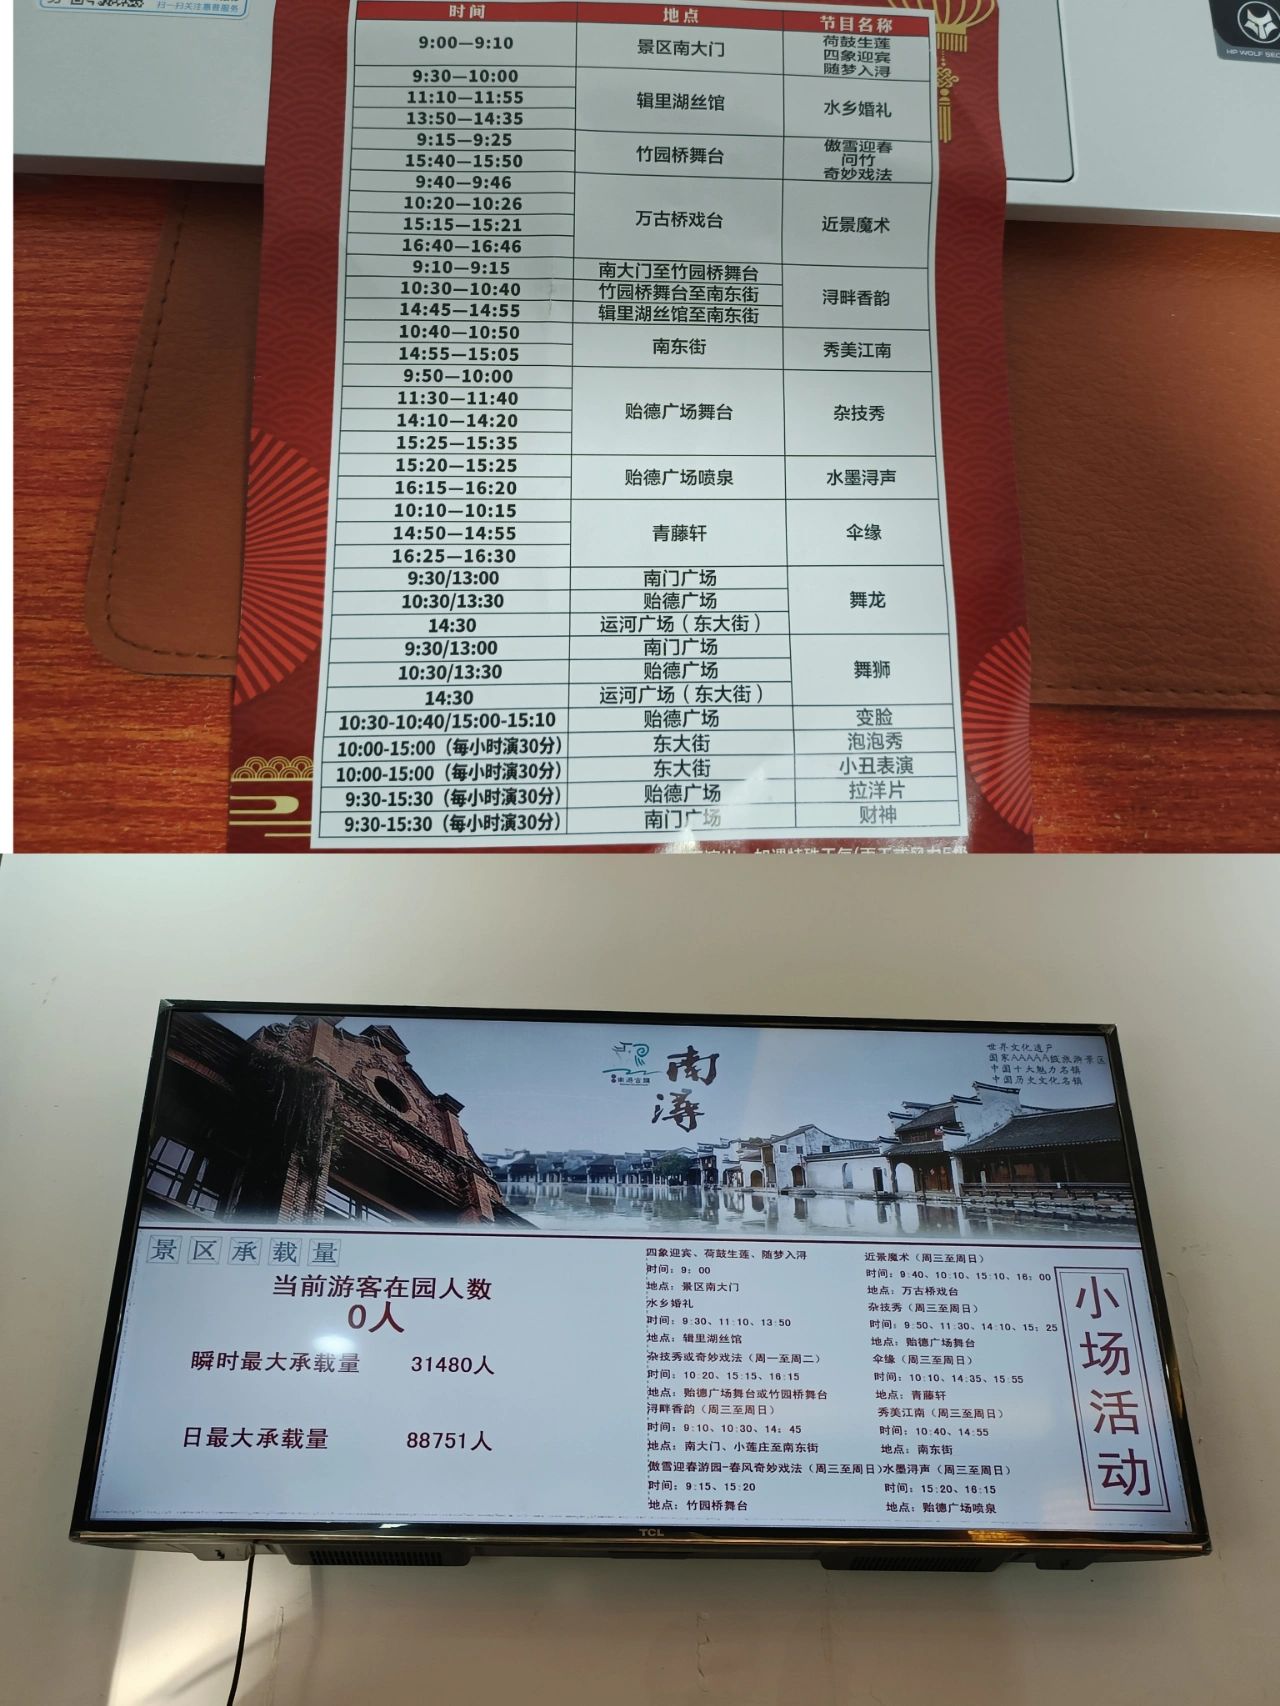 扫一扫关注惠普服务
HP WOLF SEC
时间 地点 节目名称
9:00—9:10 景区南大门 荷鼓生莲
四象迎宾
随梦入浔
9:30—10:00
11:10—11:55 辑里湖丝馆 水乡婚礼
13:50—14:35
9:15—9:25 竹园桥舞台 傲雪迎春
15:40—15:50 问竹
奇妙戏法
9:40—9:46
10:20—10:26 万古桥戏台 近景魔术
15:15—15:21
16:40—16:46
9:10—9:15 南大门至竹园桥舞台
10:30—10:40 竹园桥舞台至南东街 浔畔香韵
14:45—14:55 辑里湖丝馆至南东街
10:40—10:50 南东街 秀美江南
14:55—15:05
9:50—10:00
11:30—11:40 贻德广场舞台 杂技秀
14:10—14:20
15:25—15:35
15:20—15:25 贻德广场喷泉 水墨浔声
16:15—16:20
10:10—10:15
14:50—14:55 青藤轩 伞缘
16:25—16:30
9:30/13:00 南门广场
10:30/13:30 贻德广场 舞龙
14:30 运河广场（东大街）
9:30/13:00 南门广场
10:30/13:30 贻德广场 舞狮
14:30 运河广场（东大街）
10:30-10:40/15:00-15:10 贻德广场 变脸
10:00-15:00（每小时演30分） 东大街 泡泡秀
10:00-15:00（每小时演30分） 东大街 小丑表演
9:30-15:30（每小时演30分） 贻德广场 拉洋片
9:30-15:30（每小时演30分） 南门广场 财神
南浔古镇
南浔
世界文化遗产
国家AAAAA级旅游景区
中国十大魅力名镇
中国历史文化名镇
景区承载量
当前游客在园人数
0人
瞬时最大承载量 31480人
日最大承载量 88751人
四象迎宾、荷鼓生莲、随梦入浔
时间：9：00
地点：景区南大门
水乡婚礼
时间：9:30、11:10、13:50
地点：辑里湖丝馆
杂技秀或奇妙戏法（周一至周二）
时间：10:20、15:15、16:15
地点：贻德广场舞台或竹园桥舞台
浔畔香韵（周三至周日）
时间：9:10、10:30、14：45
地点：南大门、小莲庄至南东街
傲雪迎春游园-春风奇妙戏法（周三至周日）
时间：9:15、15:20
地点：竹园桥舞台
近景魔术（周三至周日）
时间：9:40、10:10、15:10、16：00
地点：万古桥戏台
杂技秀（周三至周日）
时间：9:50、11:30、14:10、15：25
地点：贻德广场舞台
伞缘（周三至周日）
时间：10:10、14:35、15:55
地点：青藤轩
秀美江南（周三至周日）
时间：10:40、14:55
地点：南东街
水墨浔声（周三至周日）
时间：15:20、16:15
地点：贻德广场喷泉
小场活动
TCL